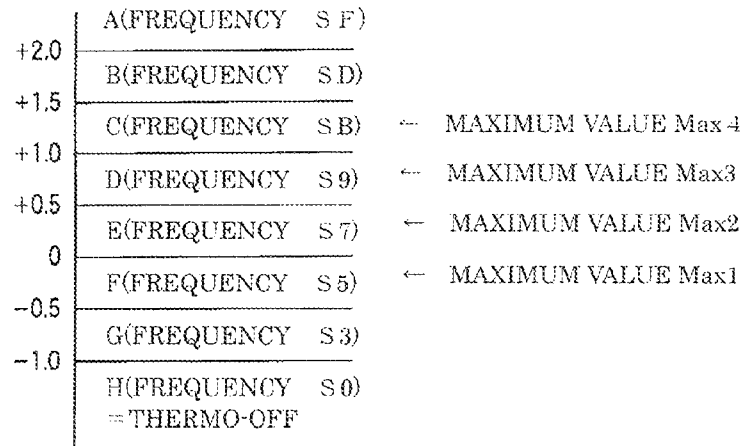 A(FREQUENCY SF)
+2.0
B(FREQUENCY SD)
+1.5
C(FREQUENCY SB) ← MAXIMUM VALUE Max 4
+1.0
D(FREQUENCY S9) ← MAXIMUM VALUE Max3
+0.5
E(FREQUENCY S7) ← MAXIMUM VALUE Max2
0
F(FREQUENCY S5) ← MAXIMUM VALUE Max1
−0.5
G(FREQUENCY S3)
−1.0
H(FREQUENCY S0)
=THERMO-OFF